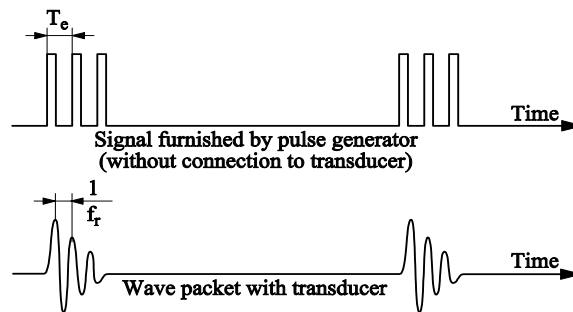 Te
Time
Signal furnished by pulse generator
(without connection to transducer)
1
fr
Time
Wave packet with transducer